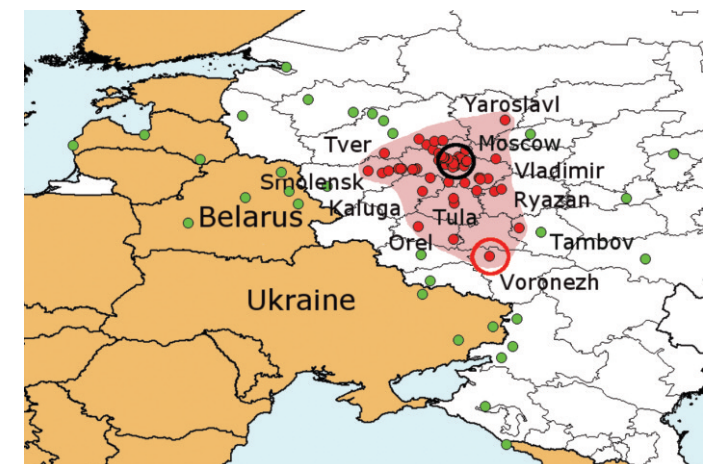 Yaroslavl
Tver
Moscow
Smolensk
Vladimir
Belarus
Kaluga
Ryazan
Tula
Orel
Tambov
Voronezh
Ukraine